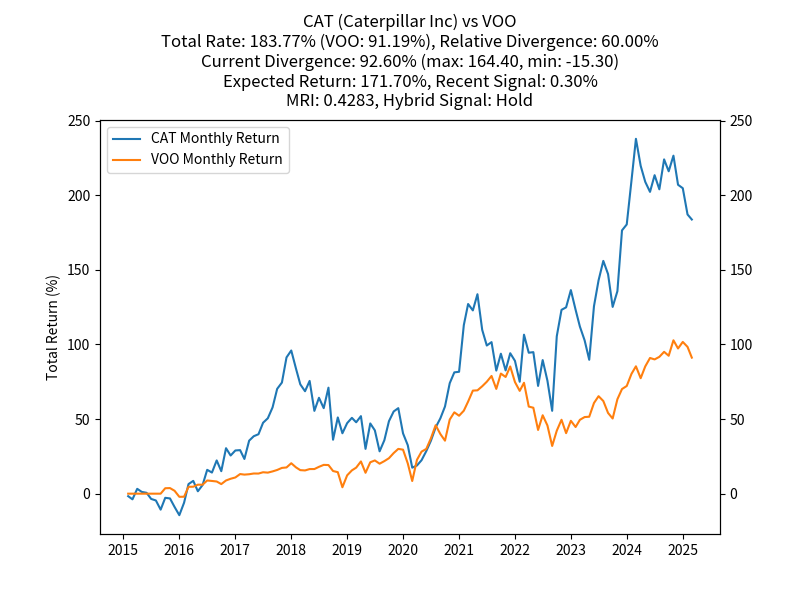 CAT (Caterpillar Inc) vs VOO
Total Rate: 183.77% (VOO: 91.19%), Relative Divergence: 60.00%
Current Divergence: 92.60% (max: 164.40, min: -15.30)
Expected Return: 171.70%, Recent Signal: 0.30%
MRI: 0.4283, Hybrid Signal: Hold
CAT Monthly Return
VOO Monthly Return
Total Return (%)
250
200
150
100
50
0
250
200
150
100
50
0
2015 2016 2017 2018 2019 2020 2021 2022 2023 2024 2025